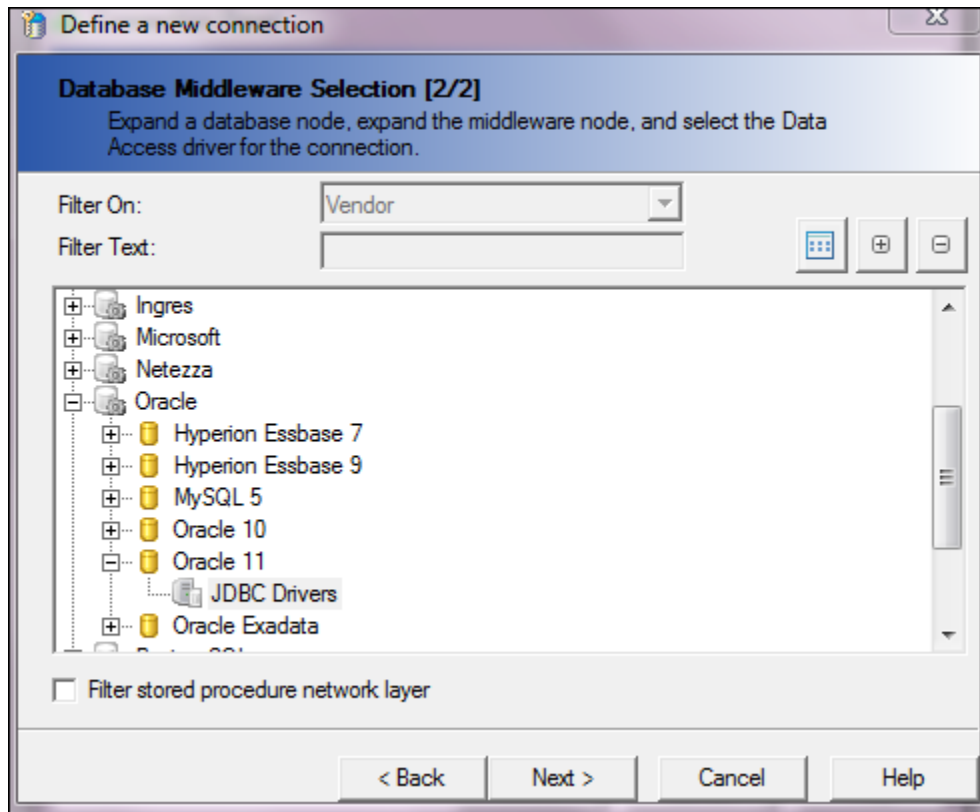 Define a new connection
Database Middleware Selection [2/2]
Expand a database node, expand the middleware node, and select the Data
Access driver for the connection.
Filter On:
Vendor
Filter Text:
Ingres
Microsoft
Netezza
Oracle
Hyperion Essbase 7
Hyperion Essbase 9
MySQL 5
Oracle 10
Oracle 11
JDBC Drivers
Oracle Exadata
Filter stored procedure network layer
< Back
Next >
Cancel
Help